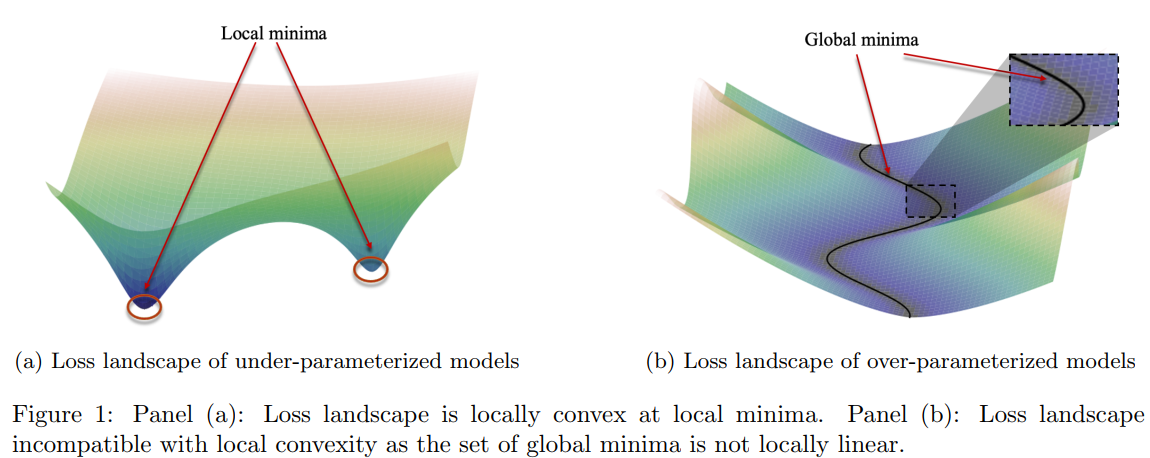 Local minima
Global minima
(a) Loss landscape of under-parameterized models
(b) Loss landscape of over-parameterized models
Figure 1: Panel (a): Loss landscape is locally convex at local minima. Panel (b): Loss landscape
incompatible with local convexity as the set of global minima is not locally linear.